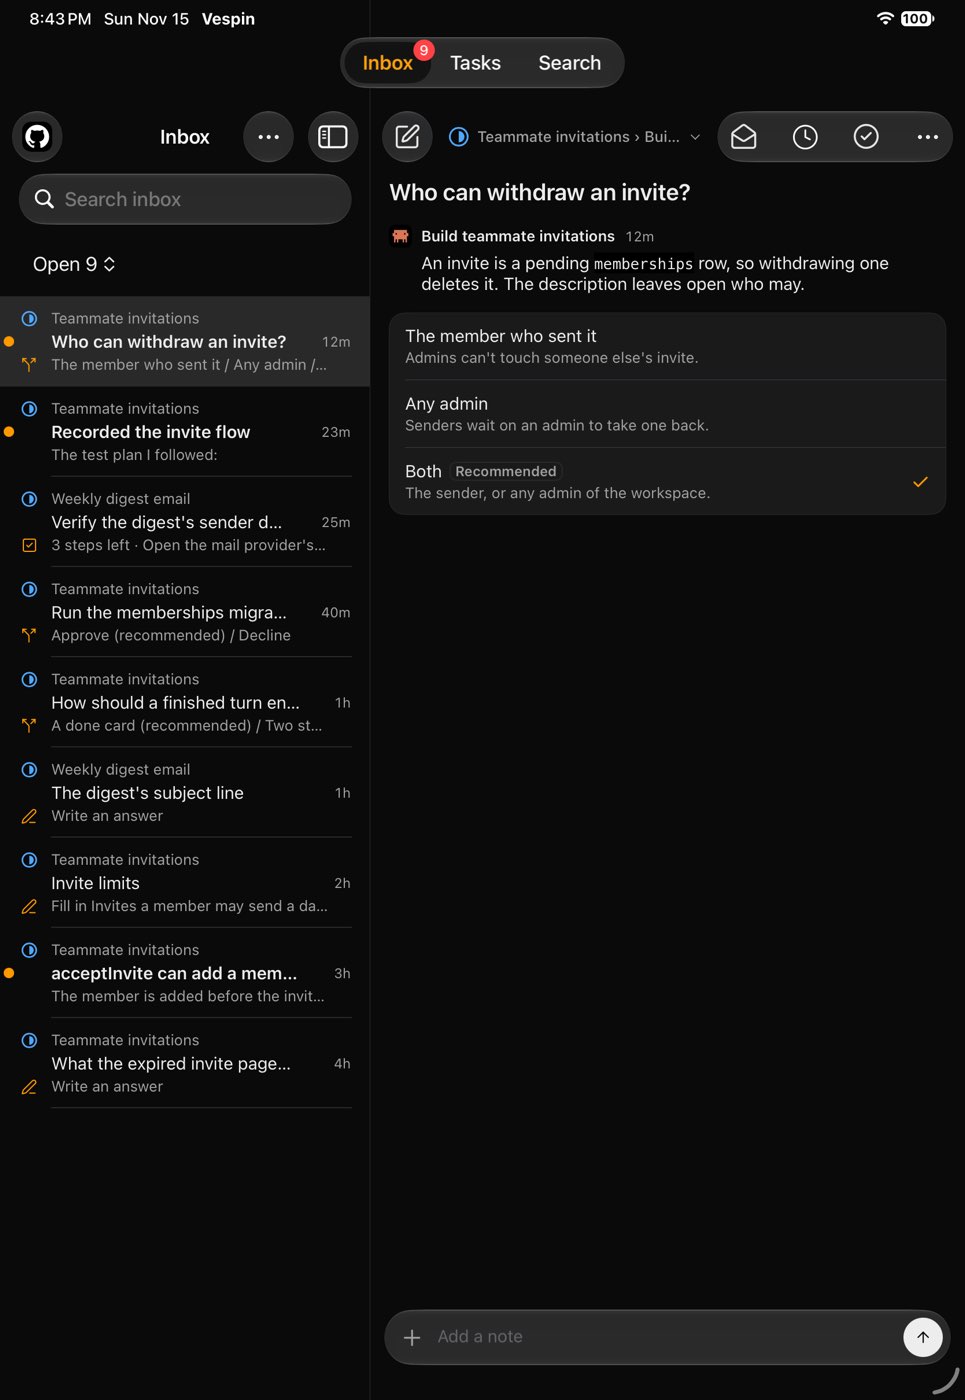 8:43 PM Sun Nov 15 Vespin
100
Inbox 9 Tasks Search
Inbox
Search inbox
Open 9
Teammate invitations
Who can withdraw an invite? 12m
The member who sent it / Any admin /...
Teammate invitations
Recorded the invite flow 23m
The test plan I followed:
Weekly digest email
Verify the digest's sender d... 25m
3 steps left · Open the mail provider's...
Teammate invitations
Run the memberships migra... 40m
Approve (recommended) / Decline
Teammate invitations
How should a finished turn en... 1h
A done card (recommended) / Two st...
Weekly digest email
The digest's subject line 1h
Write an answer
Teammate invitations
Invite limits 2h
Fill in Invites a member may send a da...
Teammate invitations
acceptInvite can add a mem... 3h
The member is added before the invit...
Teammate invitations
What the expired invite page... 4h
Write an answer
Teammate invitations › Bui...
Who can withdraw an invite?
Build teammate invitations 12m
An invite is a pending memberships row, so withdrawing one
deletes it. The description leaves open who may.
The member who sent it
Admins can't touch someone else's invite.
Any admin
Senders wait on an admin to take one back.
Both Recommended
The sender, or any admin of the workspace.
Add a note